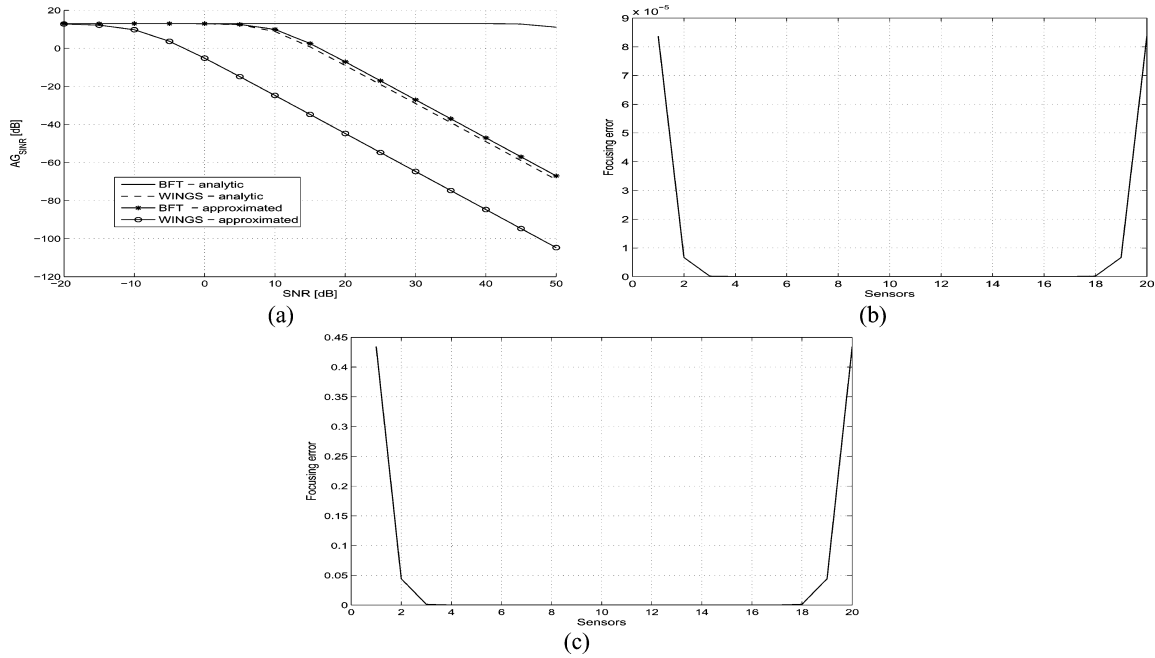 20
0
−20
−40
−60
−80
−100
−120
AG_SINR [dB]
BFT − analytic
WINGS − analytic
BFT − approximated
WINGS − approximated
−20 −10 0 10 20 30 40 50
SNR [dB]
(a)
× 10⁻⁵
9
8
7
6
5
4
3
2
1
0
Focusing error
0 2 4 6 8 10 12 14 16 18 20
Sensors
(b)
0.45
0.4
0.35
0.3
0.25
0.2
0.15
0.1
0.05
0
Focusing error
0 2 4 6 8 10 12 14 16 18 20
Sensors
(c)